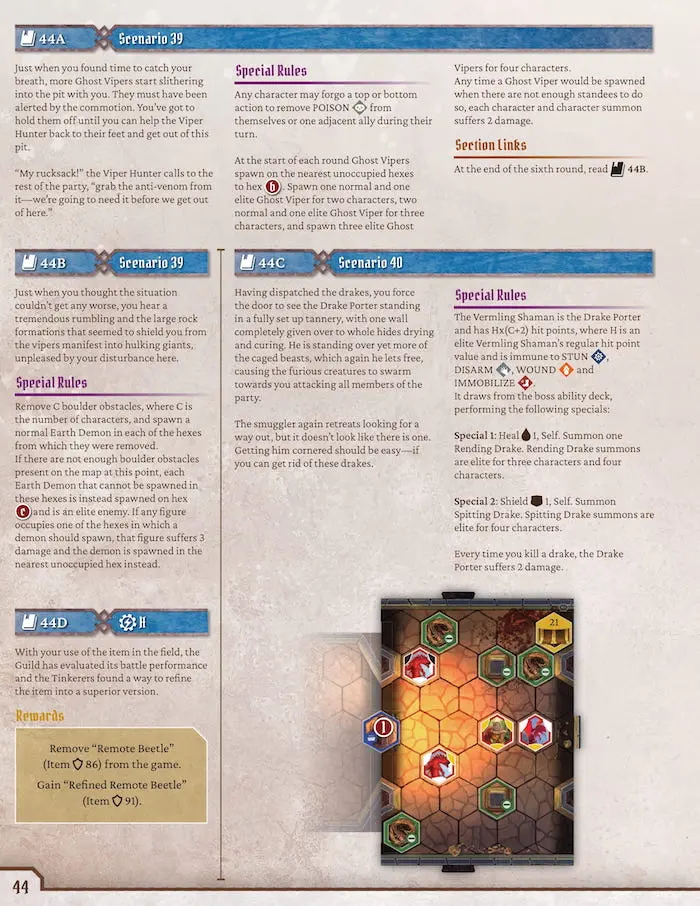 44A
Scenario 39
Just when you found time to catch your
breath, more Ghost Vipers start slithering
into the pit with you. They must have been
alerted by the commotion. You've got to
hold them off until you can help the Viper
Hunter back to their feet and get out of this
pit.
"My rucksack!" the Viper Hunter calls to the
rest of the party, "grab the anti-venom from
it—we're going to need it before we get out
of here."
Special Rules
Any character may forgo a top or bottom
action to remove POISON from
themselves or one adjacent ally during their
turn.
At the start of each round Ghost Vipers
spawn on the nearest unoccupied hexes
to hex b. Spawn one normal and one
elite Ghost Viper for two characters, two
normal and one elite Ghost Viper for three
characters, and spawn three elite Ghost
Vipers for four characters.
Any time a Ghost Viper would be spawned
when there are not enough standees to do
so, each character and character summon
suffers 2 damage.
Section Links
At the end of the sixth round, read 44B.
44B
Scenario 39
Just when you thought the situation
couldn't get any worse, you hear a
tremendous rumbling and the large rock
formations that seemed to shield you from
the vipers manifest into hulking giants,
unpleased by your disturbance here.
Special Rules
Remove C boulder obstacles, where C is
the number of characters, and spawn a
normal Earth Demon in each of the hexes
from which they were removed.
If there are not enough boulder obstacles
present on the map at this point, each
Earth Demon that cannot be spawned in
these hexes is instead spawned on hex
c and is an elite enemy. If any figure
occupies one of the hexes in which a
demon should spawn, that figure suffers 3
damage and the demon is spawned in the
nearest unoccupied hex instead.
44D
H
With your use of the item in the field, the
Guild has evaluated its battle performance
and the Tinkerers found a way to refine
the item into a superior version.
Rewards
Remove "Remote Beetle"
(Item 86) from the game.
Gain "Refined Remote Beetle"
(Item 91).
44C
Scenario 40
Having dispatched the drakes, you force
the door to see the Drake Porter standing
in a fully set up tannery, with one wall
completely given over to whole hides drying
and curing. He is standing over yet more of
the caged beasts, which again he lets free,
causing the furious creatures to swarm
towards you attacking all members of the
party.
The smuggler again retreats looking for a
way out, but it doesn't look like there is one.
Getting him cornered should be easy—if
you can get rid of these drakes.
Special Rules
The Vermling Shaman is the Drake Porter
and has Hx(C+2) hit points, where H is an
elite Vermling Shaman's regular hit point
value and is immune to STUN,
DISARM, WOUND and
IMMOBILIZE.
It draws from the boss ability deck,
performing the following specials:
Special 1: Heal 1, Self. Summon one
Rending Drake. Rending Drake summons
are elite for three characters and four
characters.
Special 2: Shield 1, Self. Summon
Spitting Drake. Spitting Drake summons are
elite for four characters.
Every time you kill a drake, the Drake
Porter suffers 2 damage.
21
1
44